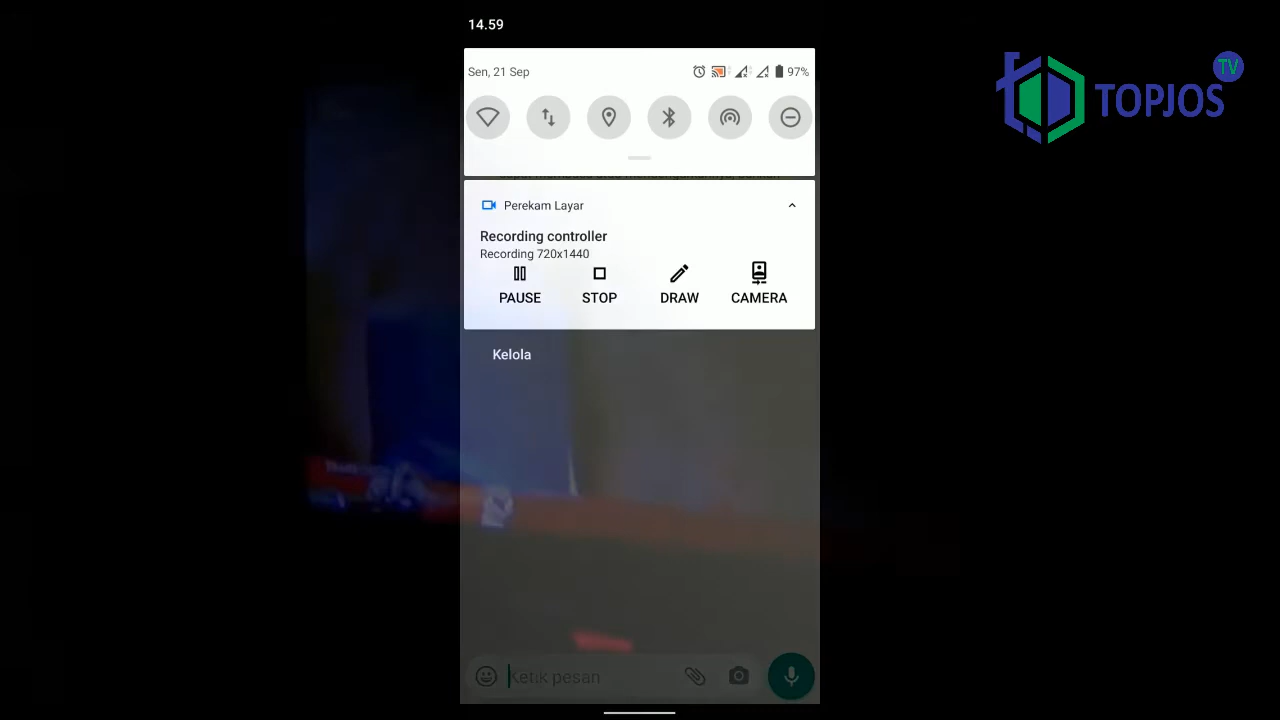 14.59
TV
TOPJOS
Sen, 21 Sep
97%
Perekam Layar
Recording controller
Recording 720x1440
PAUSE STOP DRAW CAMERA
Kelola
Ketik pesan